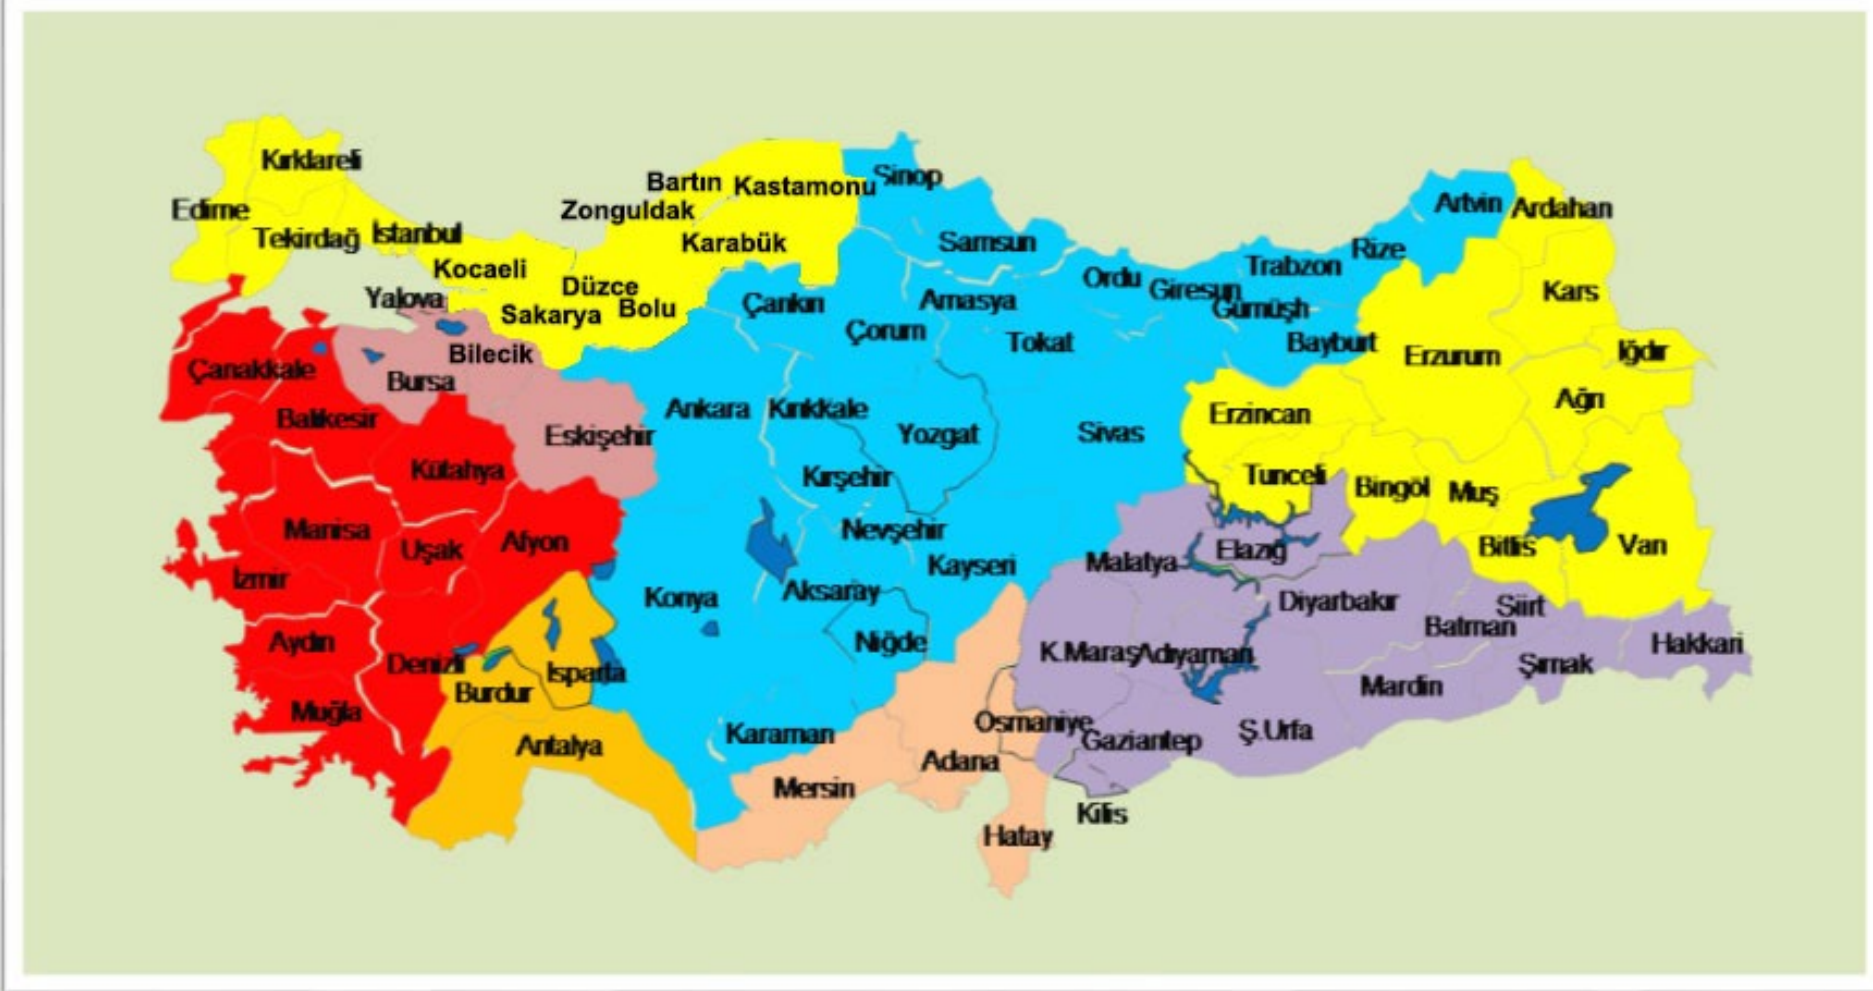 Kırklareli
Edirne
Tekirdağ
İstanbul
Kocaeli
Yalova
Sakarya
Düzce
Bolu
Zonguldak
Bartın
Kastamonu
Karabük
Sinop
Samsun
Çankırı
Amasya
Çorum
Tokat
Ordu
Giresun
Trabzon
Gümüşh
Rize
Artvin
Ardahan
Kars
Bayburt
Erzurum
Iğdır
Ağrı
Çanakkale
Balıkesir
Bursa
Bilecik
Eskişehir
Kütahya
Ankara
Kırıkkale
Yozgat
Sivas
Erzincan
Tunceli
Bingöl
Muş
Bitlis
Van
Manisa
Uşak
Afyon
İzmir
Kırşehir
Nevşehir
Kayseri
Malatya
Elazığ
Diyarbakır
Siirt
Batman
Hakkari
Şırnak
Mardin
Aydın
Denizli
Muğla
Burdur
Isparta
Antalya
Konya
Aksaray
Niğde
Karaman
Mersin
Adana
Osmaniye
K.Maraş
Adıyaman
Gaziantep
Ş.Urfa
Kilis
Hatay